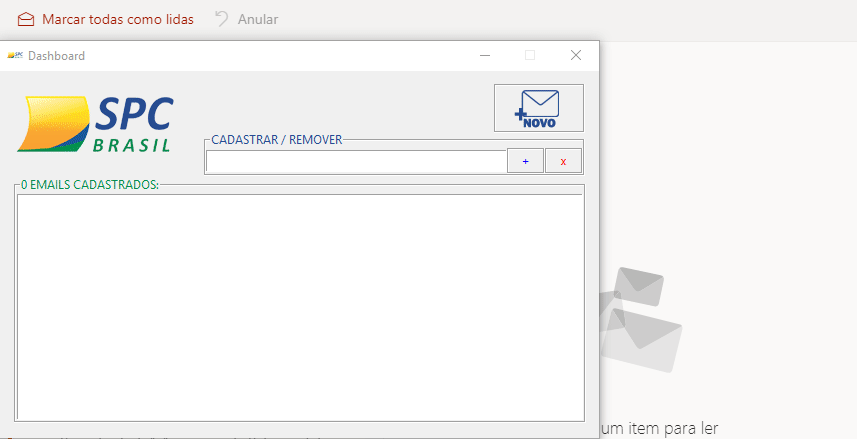 Marcar todas como lidas Anular
Dashboard
SPC
BRASIL
+NOVO
CADASTRAR / REMOVER
+ x
0 EMAILS CADASTRADOS:
um item para ler